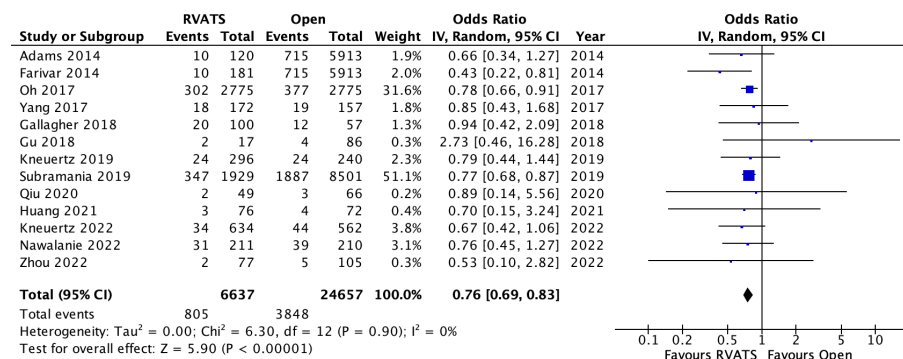 RVATS Open Odds Ratio Odds Ratio
Study or Subgroup Events Total Events Total Weight IV, Random, 95% CI Year IV, Random, 95% CI
Adams 2014 10 120 715 5913 1.9% 0.66 [0.34, 1.27] 2014
Farivar 2014 10 181 715 5913 2.0% 0.43 [0.22, 0.81] 2014
Oh 2017 302 2775 377 2775 31.6% 0.78 [0.66, 0.91] 2017
Yang 2017 18 172 19 157 1.8% 0.85 [0.43, 1.68] 2017
Gallagher 2018 20 100 12 57 1.3% 0.94 [0.42, 2.09] 2018
Gu 2018 2 17 4 86 0.3% 2.73 [0.46, 16.28] 2018
Kneuertz 2019 24 296 24 240 2.4% 0.79 [0.44, 1.44] 2019
Subramania 2019 347 1929 1887 8501 51.1% 0.77 [0.68, 0.87] 2019
Qiu 2020 2 49 3 66 0.2% 0.89 [0.14, 5.56] 2020
Huang 2021 3 76 4 72 0.4% 0.70 [0.15, 3.24] 2021
Kneuertz 2022 34 634 44 562 3.7% 0.67 [0.42, 1.06] 2022
Nawalanie 2022 31 211 39 210 3.1% 0.76 [0.45, 1.27] 2022
Zhou 2022 2 77 5 105 0.3% 0.53 [0.10, 2.82] 2022
Total (95% CI) 6637 24657 100.0% 0.76 [0.69, 0.83]
Total events 805 3848
Heterogeneity: Tau² = 0.00; Chi² = 6.30, df = 12 (P = 0.90); I² = 0%
Test for overall effect: Z = 5.90 (P < 0.00001)
0.1 0.2 0.5 1 2 5 10
Favours RVATS Favours Open